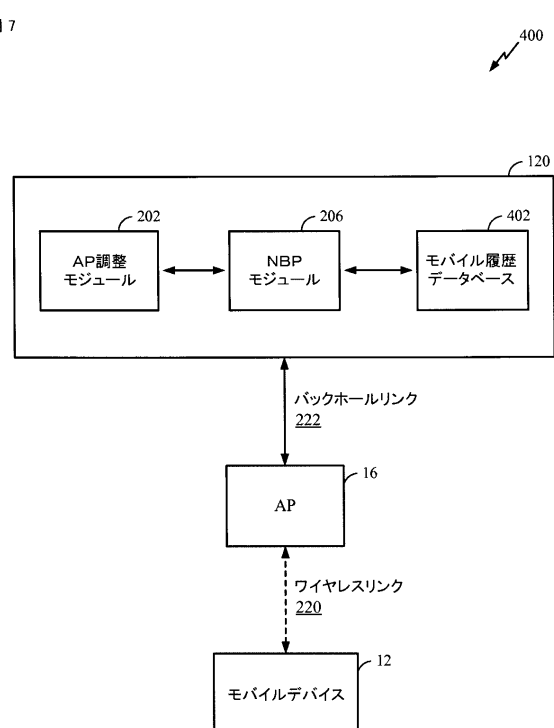 7
400
120
202
206
402
AP調整
モジュール
NBP
モジュール
モバイル履歴
データベース
バックホールリンク
222
16
AP
ワイヤレスリンク
220
12
モバイルデバイス